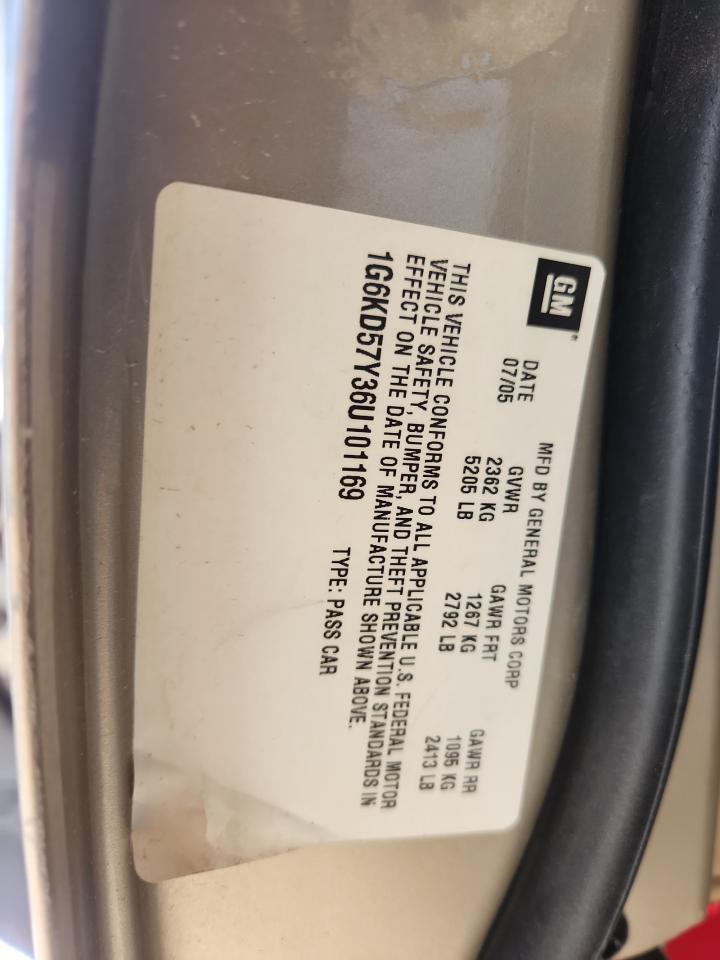 GM
MFD BY GENERAL MOTORS CORP
DATE GVWR GAWR FRT GAWR RR
07/05 2362 KG 1267 KG 1095 KG
5205 LB 2792 LB 2413 LB
THIS VEHICLE CONFORMS TO ALL APPLICABLE U.S. FEDERAL MOTOR
VEHICLE SAFETY, BUMPER, AND THEFT PREVENTION STANDARDS IN
EFFECT ON THE DATE OF MANUFACTURE SHOWN ABOVE.
1G6KD57Y36U101169 TYPE: PASS CAR